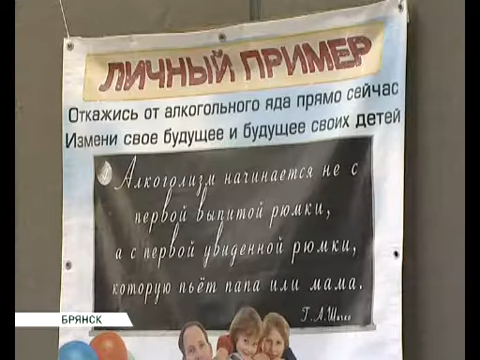 ЛИЧНЫЙ ПРИМЕР
Откажись от алкогольного яда прямо сейчас
Измени свое будущее и будущее своих детей
Алкоголизм начинается не с
первой выпитой рюмки,
а с первой увиденной рюмки,
которую пьёт папа или мама.
Г.А.Шичко
БРЯНСК